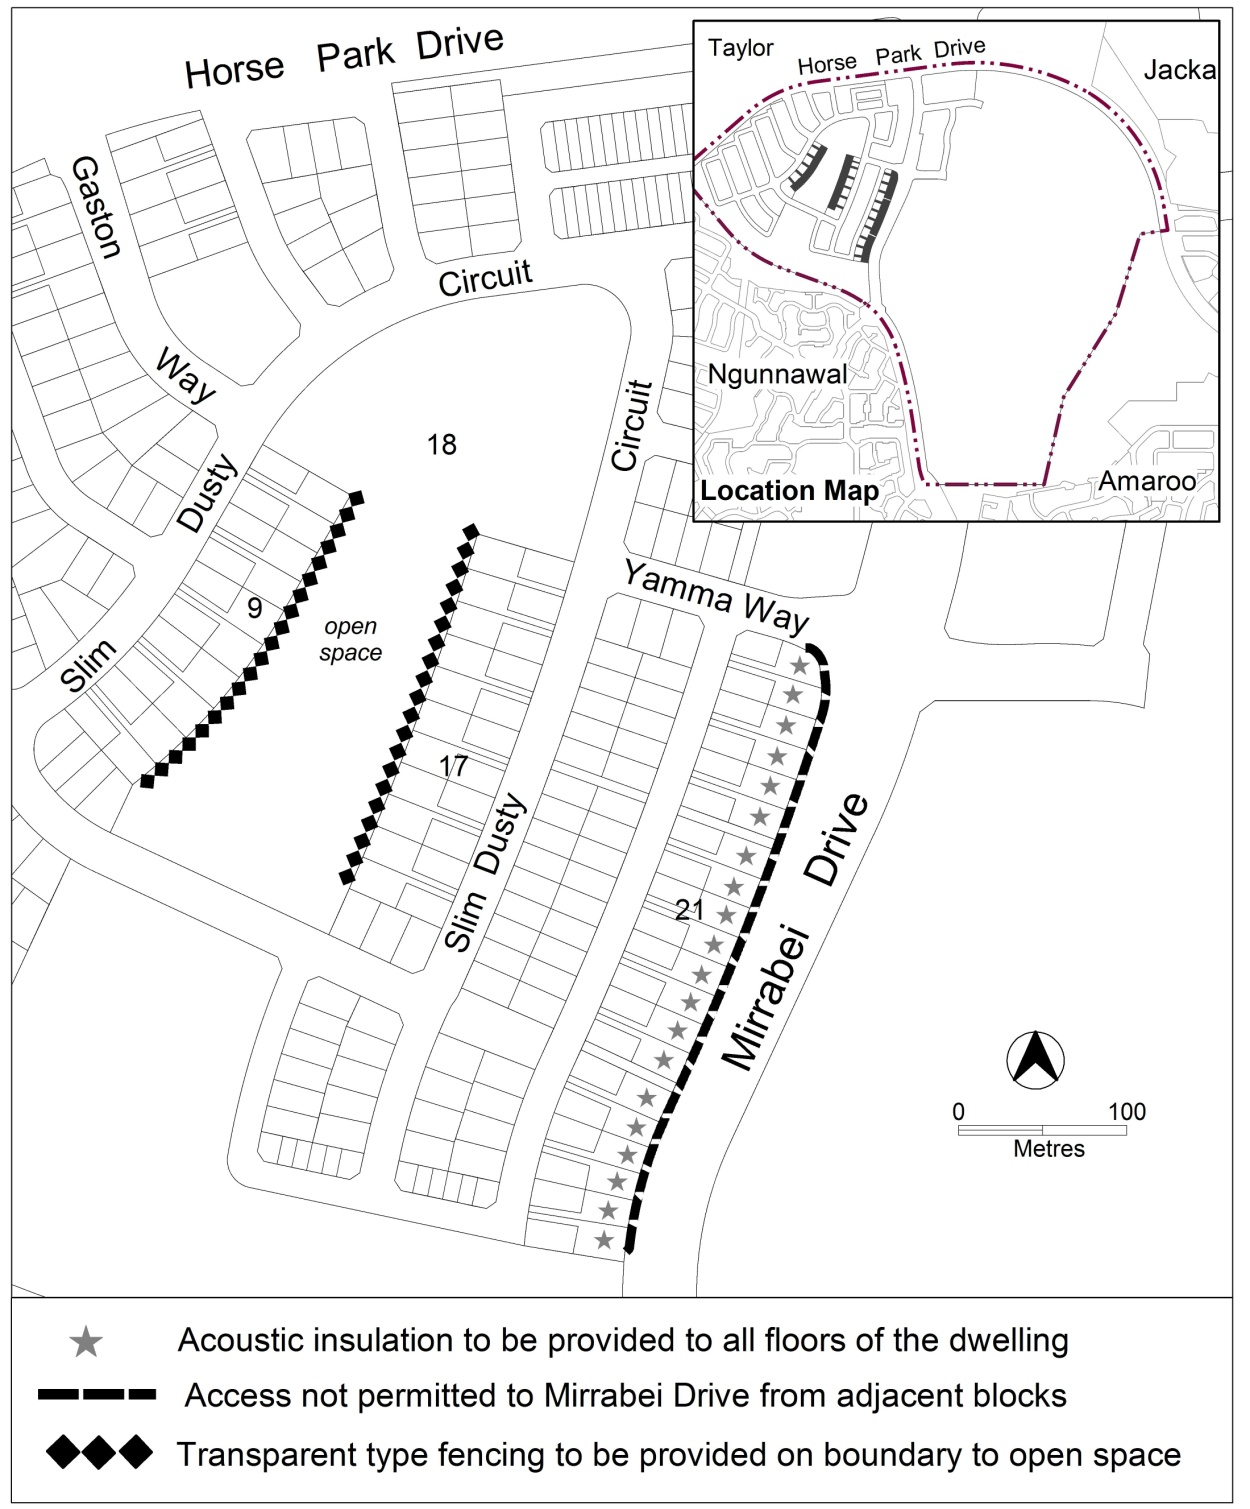 Horse Park Drive
Gaston
Way
Circuit
Circuit
Dusty
Slim
18
9
open
space
17
Slim Dusty
Yamma Way
21
Mirrabei Drive
Taylor
Horse Park Drive
Jacka
Ngunnawal
Location Map
Amaroo
0 100
Metres
Acoustic insulation to be provided to all floors of the dwelling
Access not permitted to Mirrabei Drive from adjacent blocks
Transparent type fencing to be provided on boundary to open space